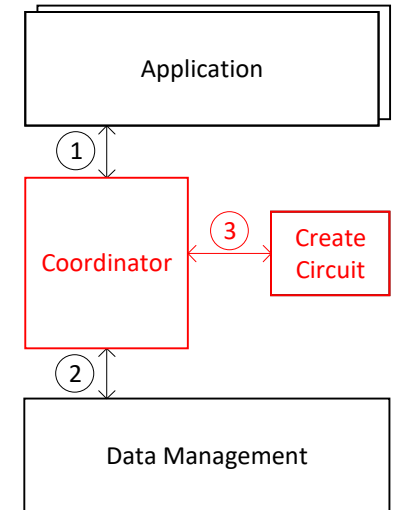 Application
1
3
Create
Circuit
Coordinator
2
Data Management